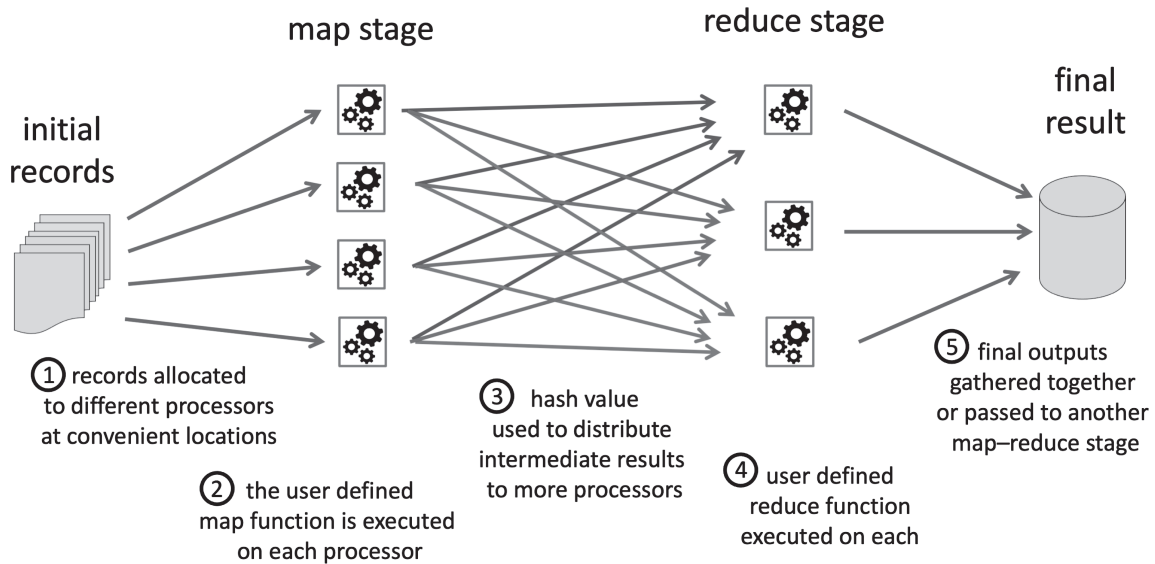 map stage
reduce stage
final
result
initial
records
1 records allocated
to different processors
at convenient locations
2 the user defined
map function is executed
on each processor
3 hash value
used to distribute
intermediate results
to more processors
4 user defined
reduce function
executed on each
5 final outputs
gathered together
or passed to another
map–reduce stage